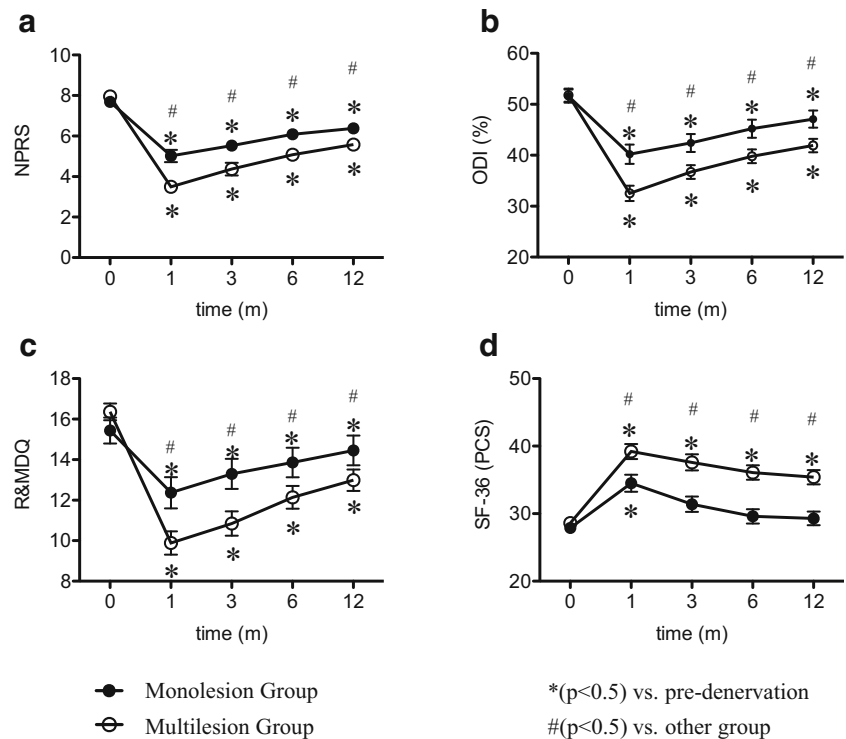 a
10
8
6
4
2
0
NPRS
# # # #
* * * *
* * * *
0 1 3 6 12
time (m)
b
60
50
40
30
20
ODI (%)
# # # #
* * * *
* * * *
0 1 3 6 12
time (m)
c
18
16
14
12
10
8
R&MDQ
# # # #
* * * *
* * * *
0 1 3 6 12
time (m)
d
50
40
30
20
SF-36 (PCS)
# # # #
* * * *
*
0 1 3 6 12
time (m)
Monolesion Group
Multilesion Group
*(p<0.5) vs. pre-denervation
#(p<0.5) vs. other group